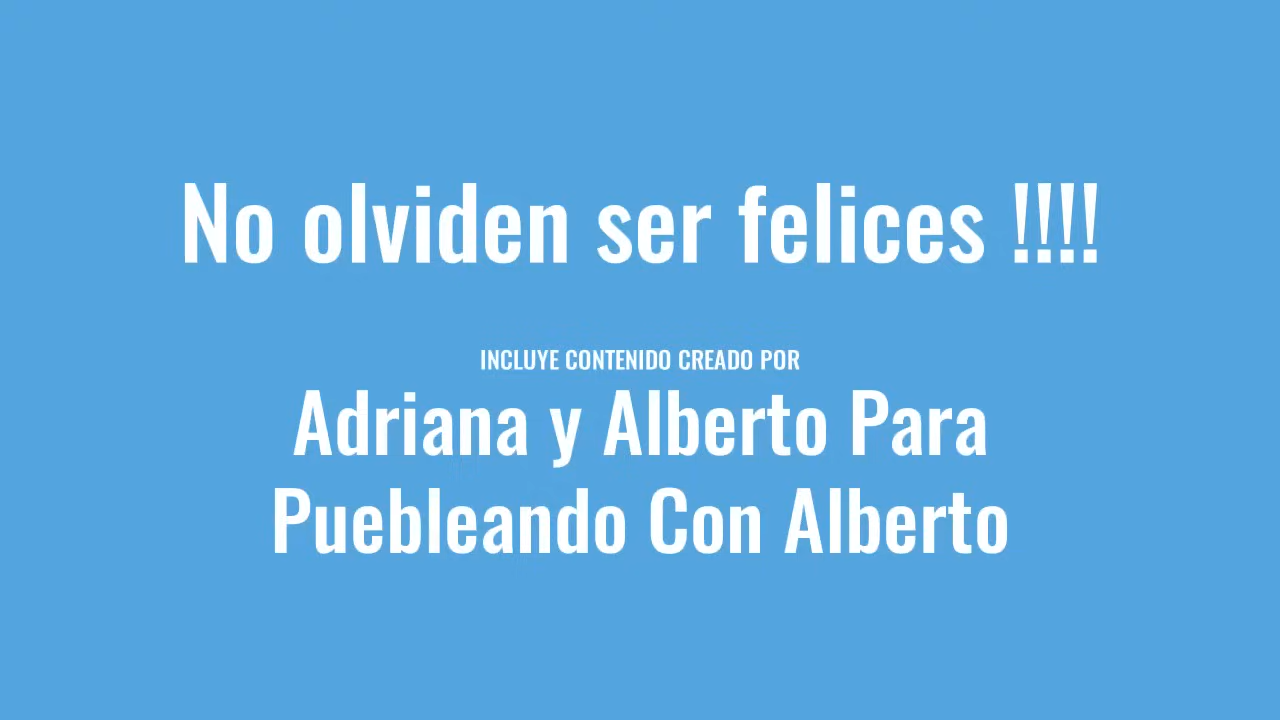 No olviden ser felices !!!!
INCLUYE CONTENIDO CREADO POR
Adriana y Alberto Para
Puebleando Con Alberto